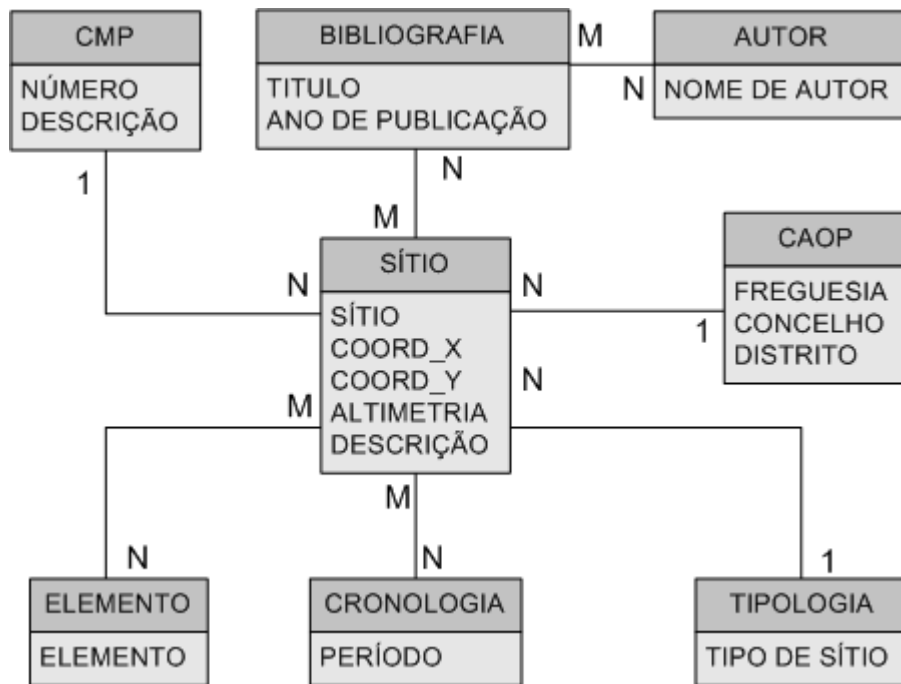 CMP
NÚMERO
DESCRIÇÃO
1
N
BIBLIOGRAFIA
TITULO
ANO DE PUBLICAÇÃO
M
N
AUTOR
NOME DE AUTOR
N
M
SÍTIO
SÍTIO
COORD_X
COORD_Y
ALTIMETRIA
DESCRIÇÃO
N
1
CAOP
FREGUESIA
CONCELHO
DISTRITO
M
N
ELEMENTO
ELEMENTO
M
N
CRONOLOGIA
PERÍODO
N
1
TIPOLOGIA
TIPO DE SÍTIO